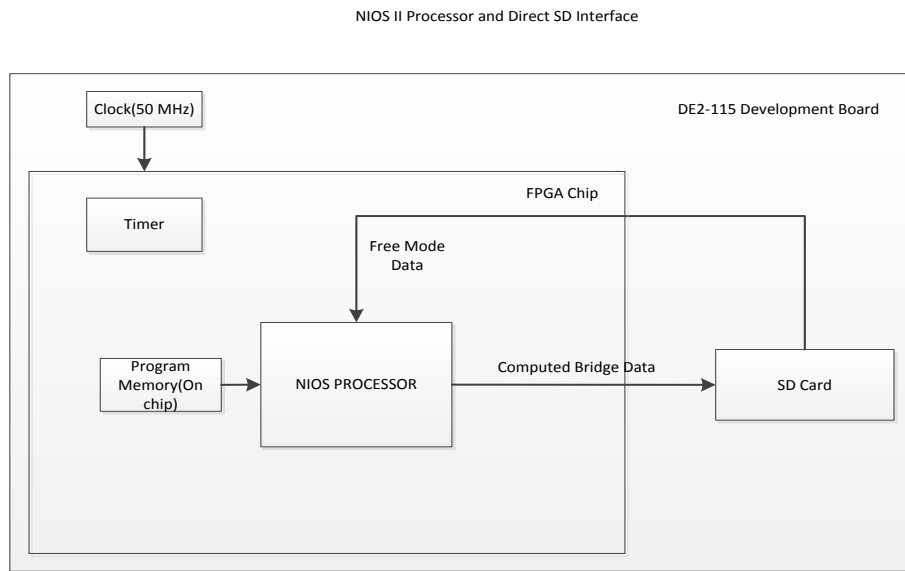 NIOS II Processor and Direct SD Interface
Clock(50 MHz)
DE2-115 Development Board
FPGA Chip
Timer
Free Mode
Data
Program
Memory(On
chip)
NIOS PROCESSOR
Computed Bridge Data
SD Card